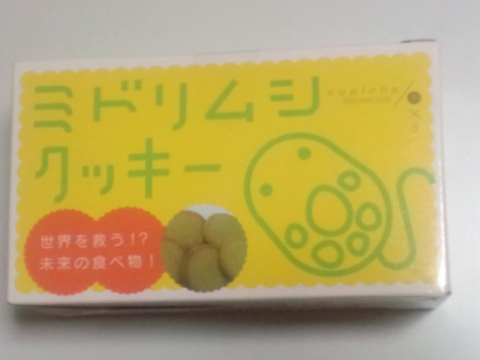 ミドリムシ
クッキー
euglena
世界を救う!?
未来の食べ物!